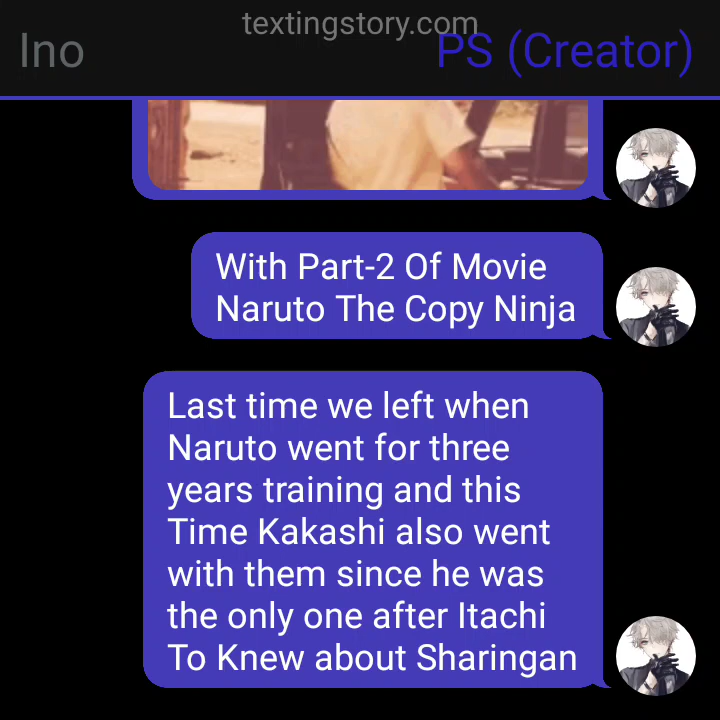 textingstory.com
Ino
PS (Creator)
With Part-2 Of Movie
Naruto The Copy Ninja
Last time we left when
Naruto went for three
years training and this
Time Kakashi also went
with them since he was
the only one after Itachi
To Knew about Sharingan